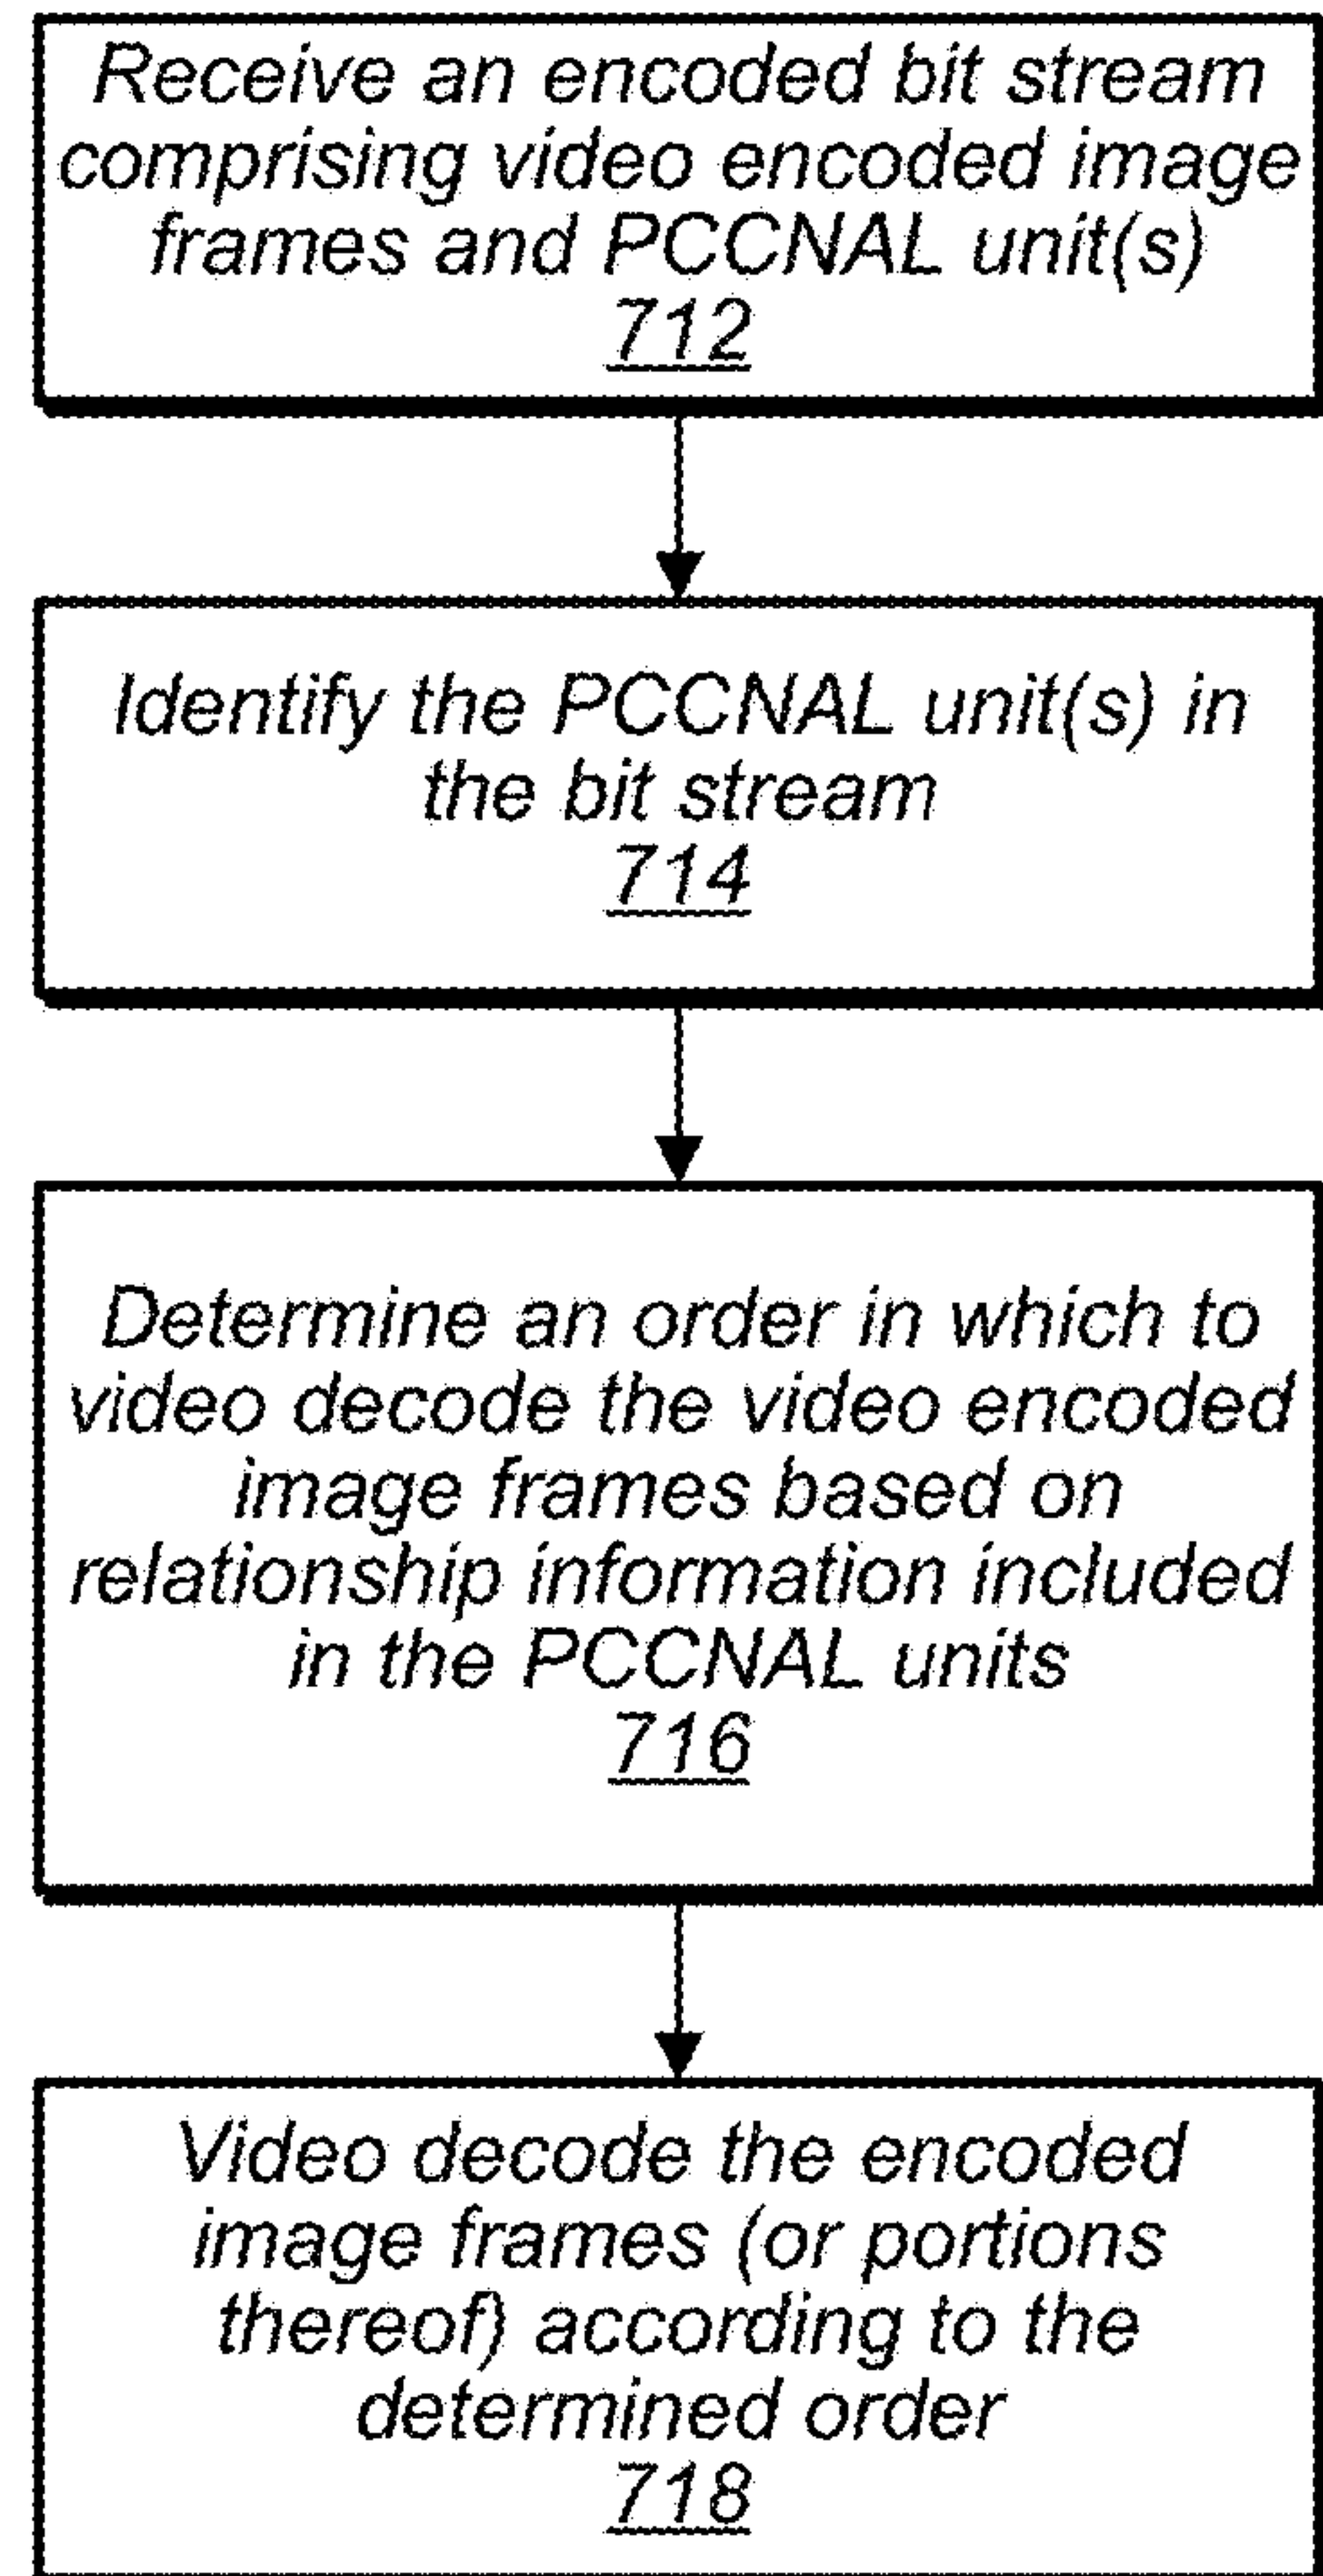 Receive an encoded bit stream
comprising video encoded image
frames and PCCNAL unit(s)
712
Identify the PCCNAL unit(s) in
the bit stream
714
Determine an order in which to
video decode the video encoded
image frames based on
relationship information included
in the PCCNAL units
716
Video decode the encoded
image frames (or portions
thereof) according to the
determined order
718